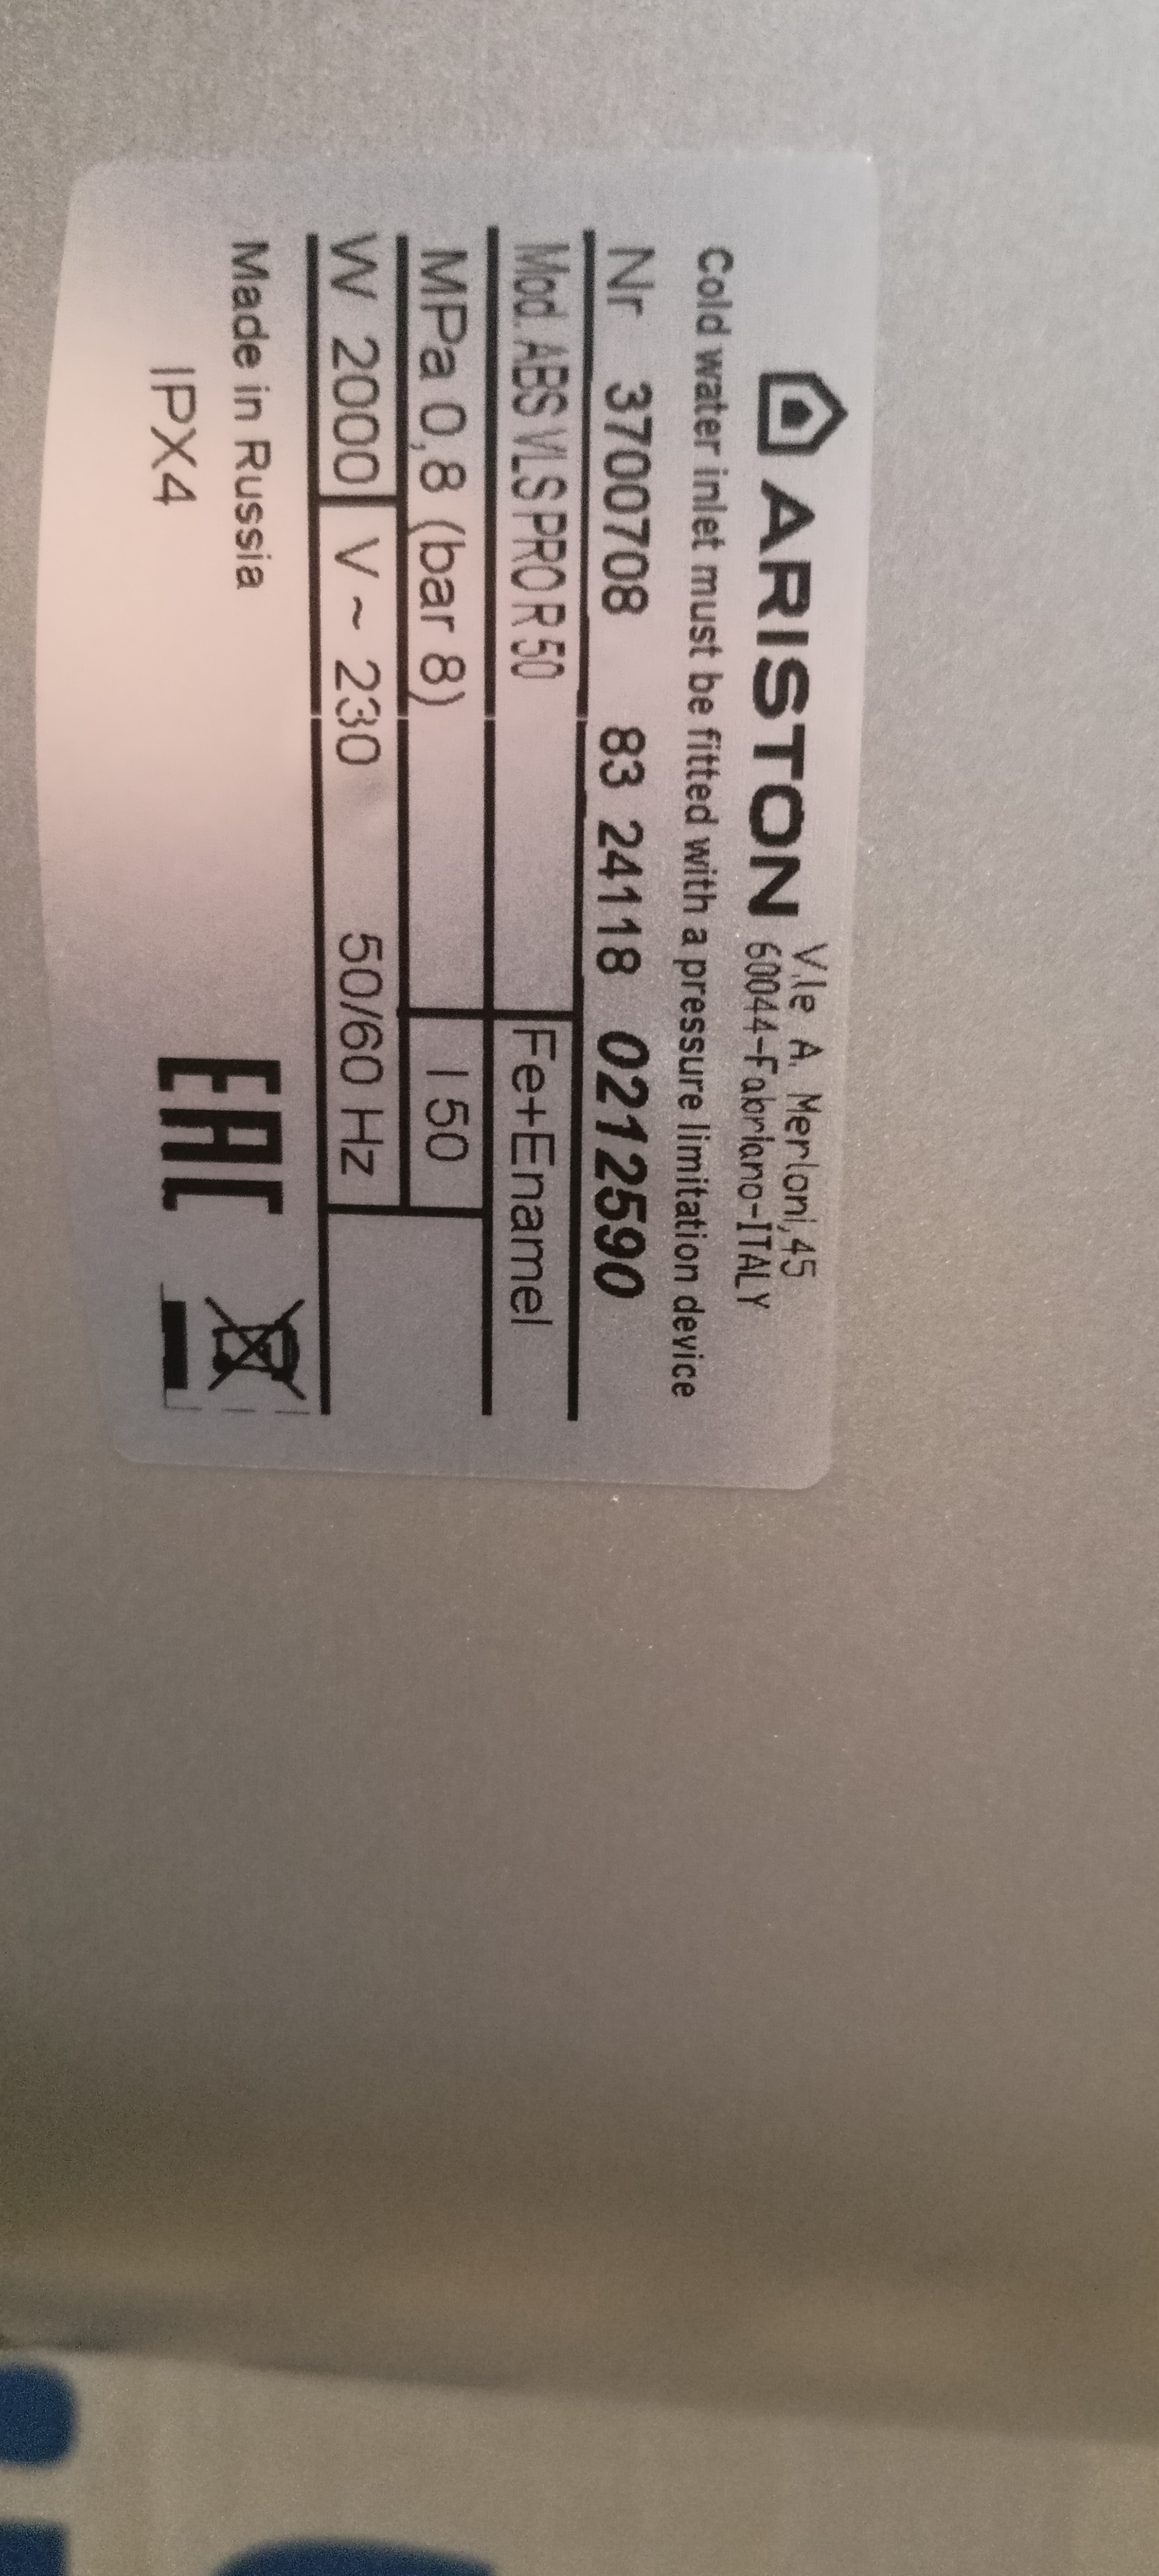 ARISTON
V.le A. Merloni,45
60044-Fabriano-ITALY
Cold water inlet must be fitted with a pressure limitation device
Nr 3700708 83 24118 0212590
Mod. ABS VLS PRO R 50 Fe+Enamel
MPa 0,8 (bar 8) l 50
W 2000 V ~ 230 50/60 Hz
Made in Russia
IPX4
EAC